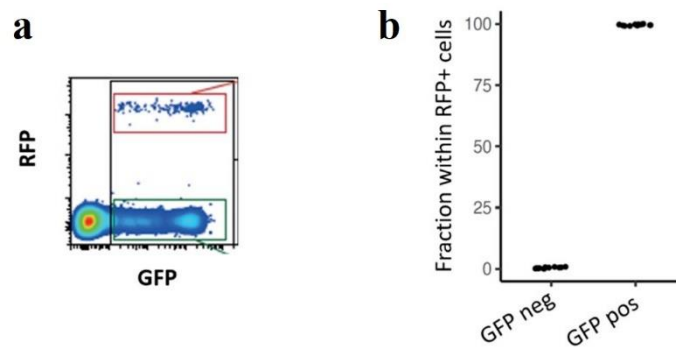 a
RFP
GFP
b
Fraction within RFP+ cells
100
75
50
25
0
GFP neg
GFP pos